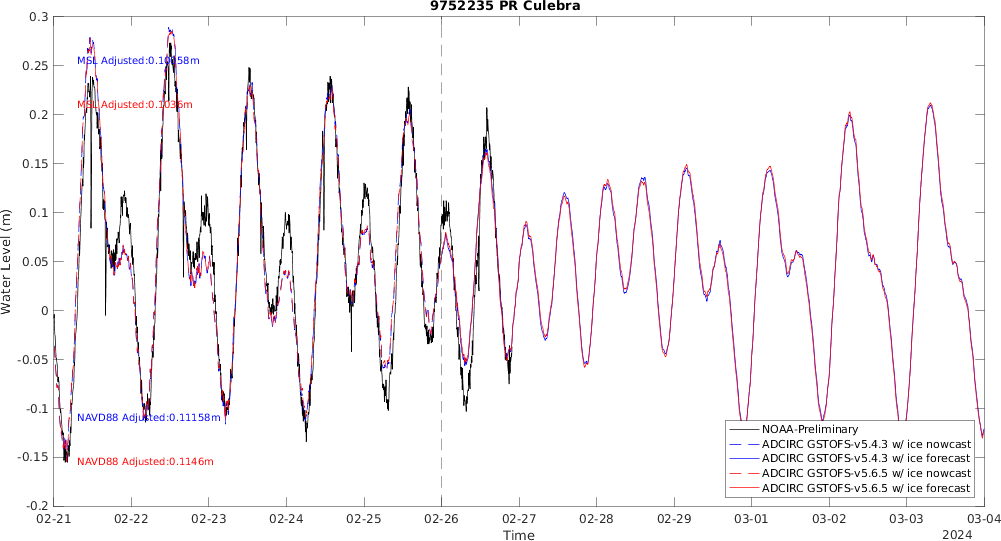 9752235 PR Culebra
Water Level (m)
0.3
0.25
0.2
0.15
0.1
0.05
0
-0.05
-0.1
-0.15
-0.2
MSL Adjusted:0.10358m
MSL Adjusted:0.1036m
NAVD88 Adjusted:0.11158m
NAVD88 Adjusted:0.1146m
NOAA-Preliminary
ADCIRC GSTOFS-v5.4.3 w/ ice nowcast
ADCIRC GSTOFS-v5.4.3 w/ ice forecast
ADCIRC GSTOFS-v5.6.5 w/ ice nowcast
ADCIRC GSTOFS-v5.6.5 w/ ice forecast
02-21 02-22 02-23 02-24 02-25 02-26 02-27 02-28 02-29 03-01 03-02 03-03 03-04
Time
2024